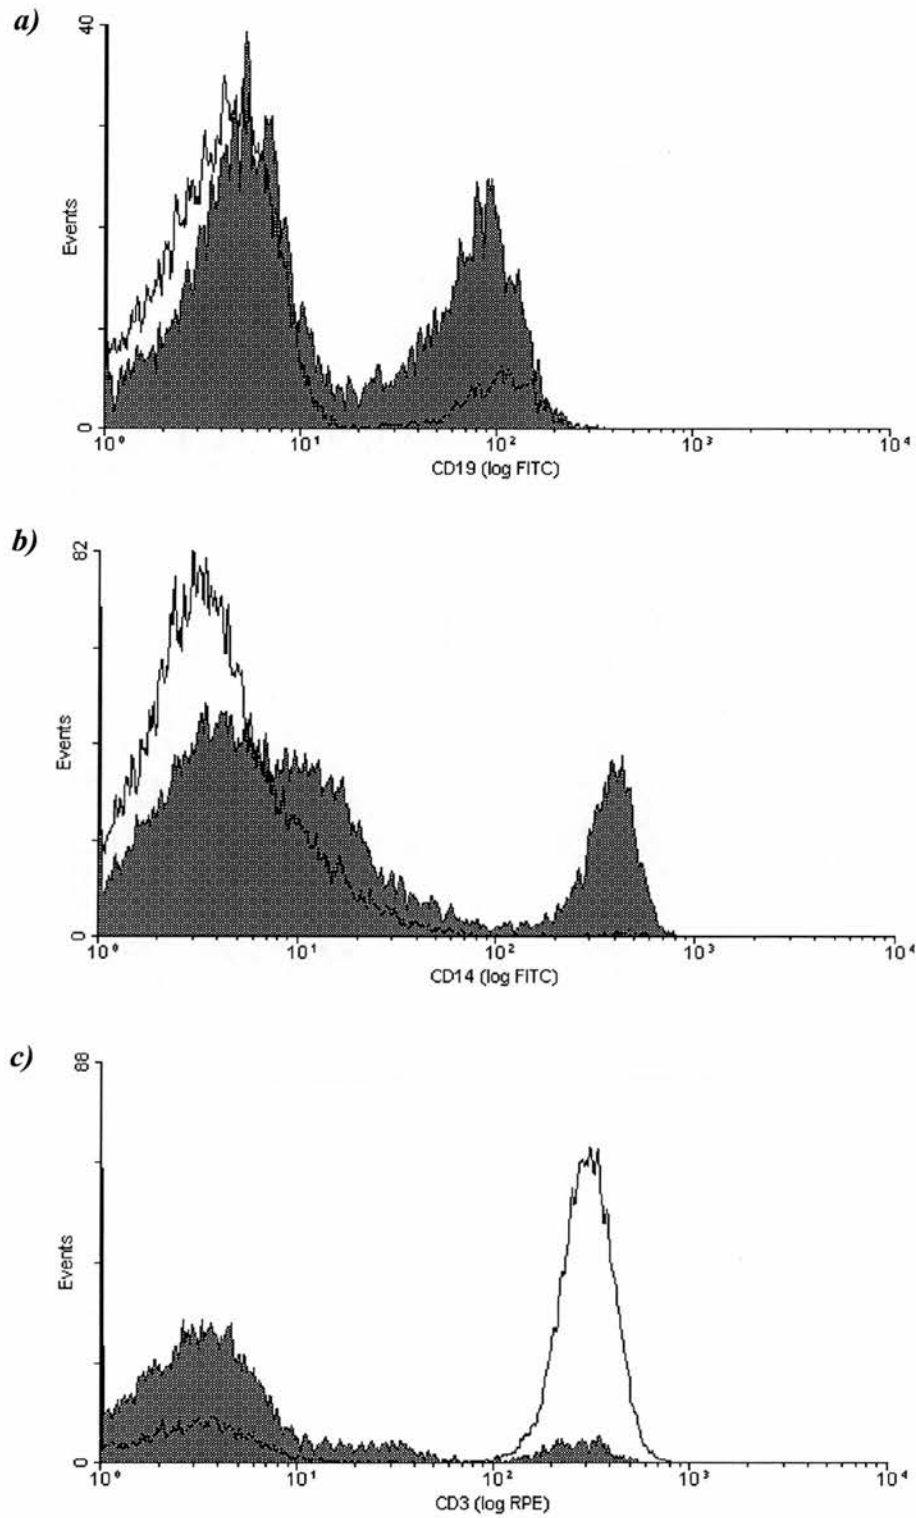 a)
40
Events
0
10⁰ 10¹ 10² 10³ 10⁴
CD19 (log FITC)
b)
82
Events
0
10⁰ 10¹ 10² 10³ 10⁴
CD14 (log FITC)
c)
88
Events
0
10⁰ 10¹ 10² 10³ 10⁴
CD3 (log RPE)